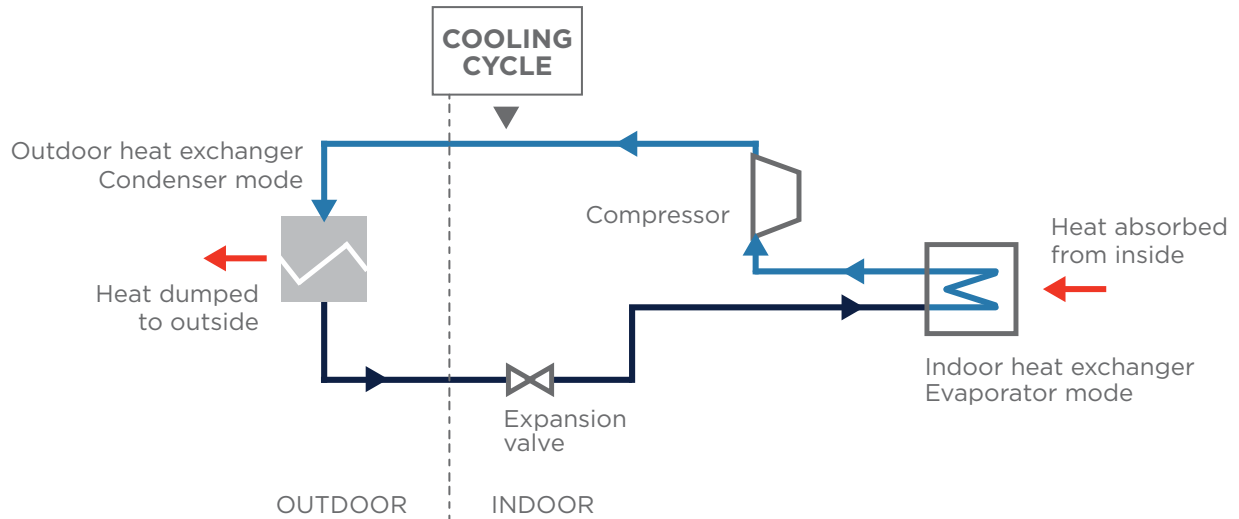 COOLING
CYCLE
Outdoor heat exchanger
Condenser mode
Compressor
Heat absorbed
from inside
Heat dumped
to outside
Indoor heat exchanger
Evaporator mode
Expansion
valve
OUTDOOR
INDOOR